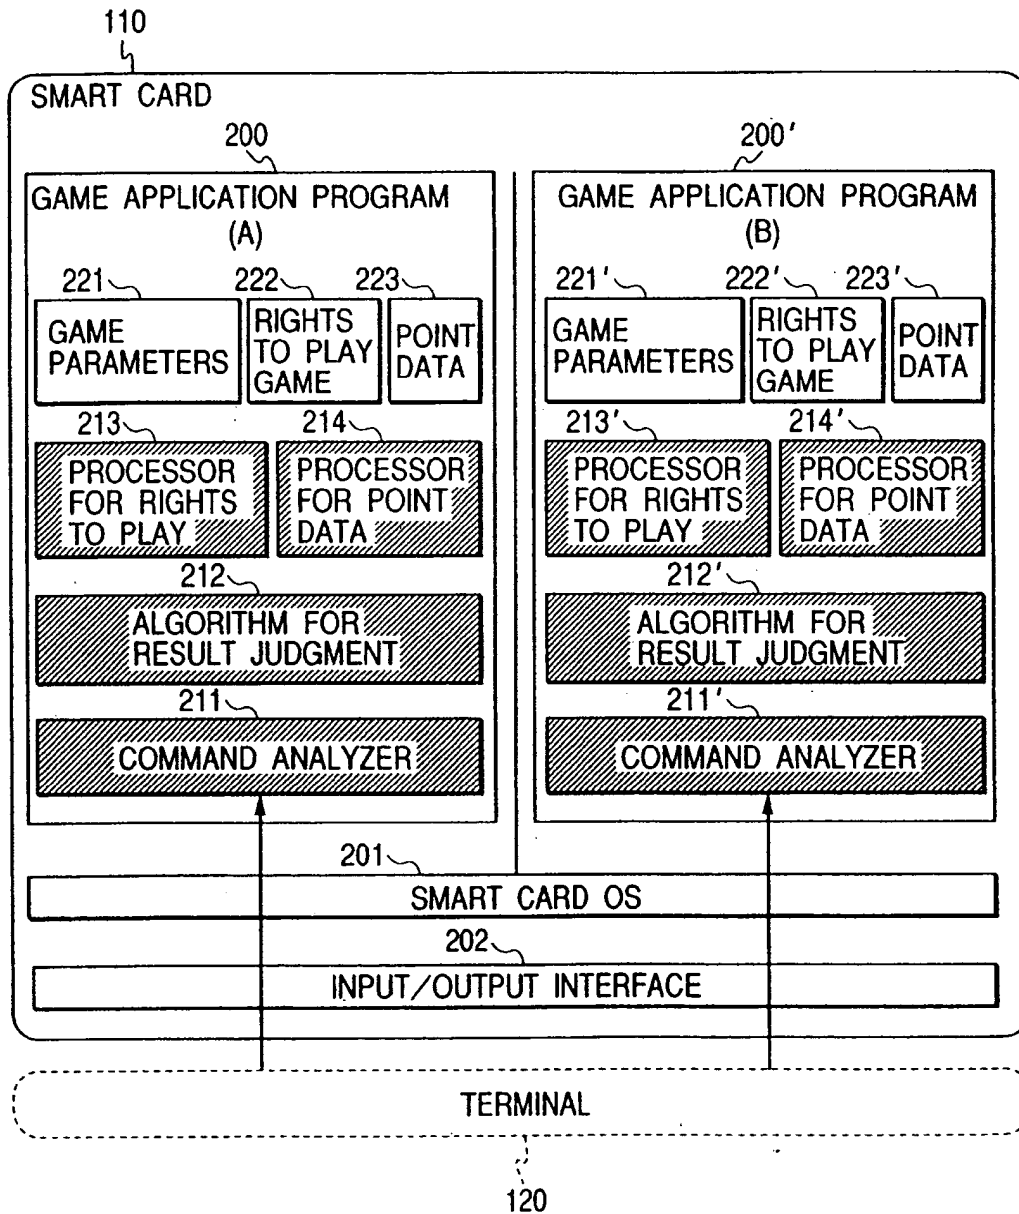 110
SMART CARD
200
200'
GAME APPLICATION PROGRAM
(A)
GAME APPLICATION PROGRAM
(B)
221
222
223
221'
222'
223'
GAME
PARAMETERS
RIGHTS
TO PLAY
GAME
POINT
DATA
GAME
PARAMETERS
RIGHTS
TO PLAY
GAME
POINT
DATA
213
214
213'
214'
PROCESSOR
FOR RIGHTS
TO PLAY
PROCESSOR
FOR POINT
DATA
PROCESSOR
FOR RIGHTS
TO PLAY
PROCESSOR
FOR POINT
DATA
212
212'
ALGORITHM FOR
RESULT JUDGMENT
ALGORITHM FOR
RESULT JUDGMENT
211
211'
COMMAND ANALYZER
COMMAND ANALYZER
201
SMART CARD OS
202
INPUT/OUTPUT INTERFACE
TERMINAL
120